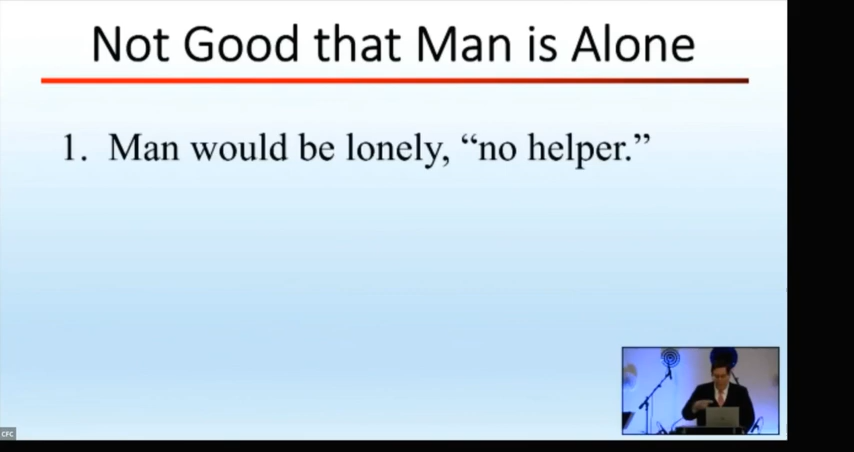 Not Good that Man is Alone
1. Man would be lonely, “no helper.”
CFC